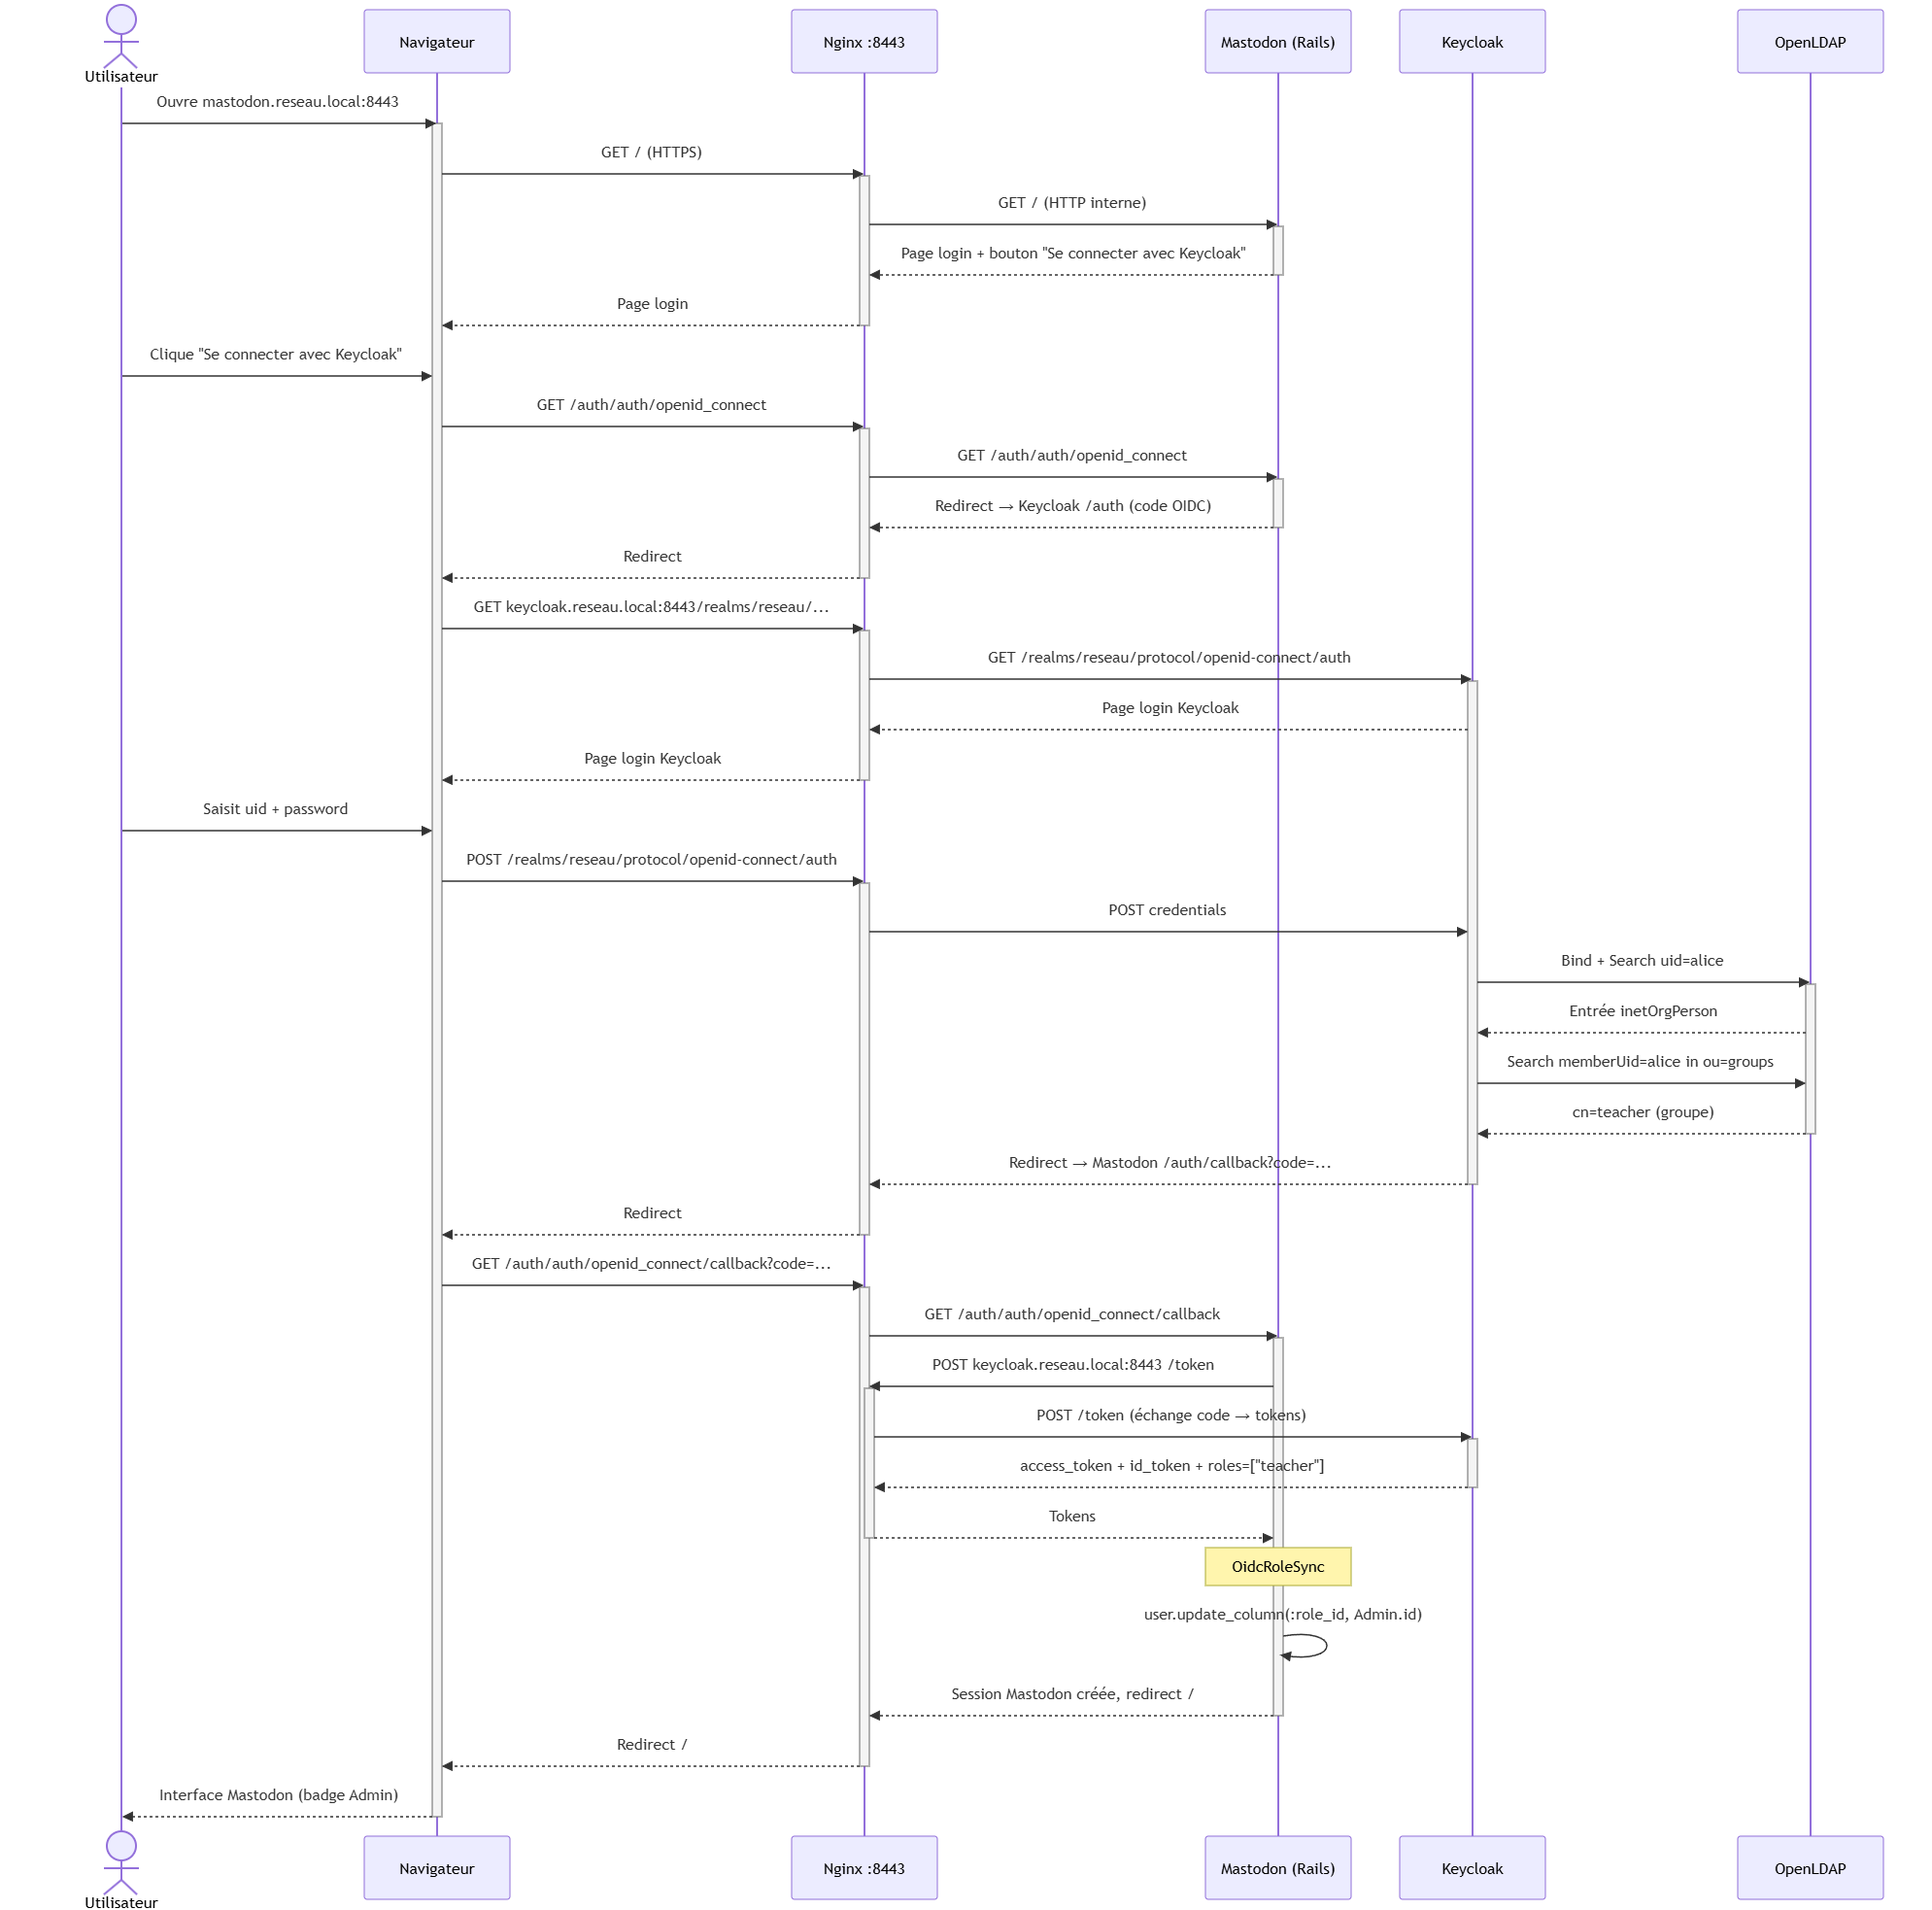 Utilisateur
Navigateur
Nginx :8443
Mastodon (Rails)
Keycloak
OpenLDAP
Ouvre mastodon.reseau.local:8443
GET / (HTTPS)
GET / (HTTP interne)
Page login + bouton "Se connecter avec Keycloak"
Page login
Clique "Se connecter avec Keycloak"
GET /auth/auth/openid_connect
GET /auth/auth/openid_connect
Redirect → Keycloak /auth (code OIDC)
Redirect
GET keycloak.reseau.local:8443/realms/reseau/...
GET /realms/reseau/protocol/openid-connect/auth
Page login Keycloak
Page login Keycloak
Saisit uid + password
POST /realms/reseau/protocol/openid-connect/auth
POST credentials
Bind + Search uid=alice
Entrée inetOrgPerson
Search memberUid=alice in ou=groups
cn=teacher (groupe)
Redirect → Mastodon /auth/callback?code=...
Redirect
GET /auth/auth/openid_connect/callback?code=...
GET /auth/auth/openid_connect/callback
POST keycloak.reseau.local:8443 /token
POST /token (échange code → tokens)
access_token + id_token + roles=["teacher"]
Tokens
OidcRoleSync
user.update_column(:role_id, Admin.id)
Session Mastodon créée, redirect /
Redirect /
Interface Mastodon (badge Admin)
Utilisateur
Navigateur
Nginx :8443
Mastodon (Rails)
Keycloak
OpenLDAP